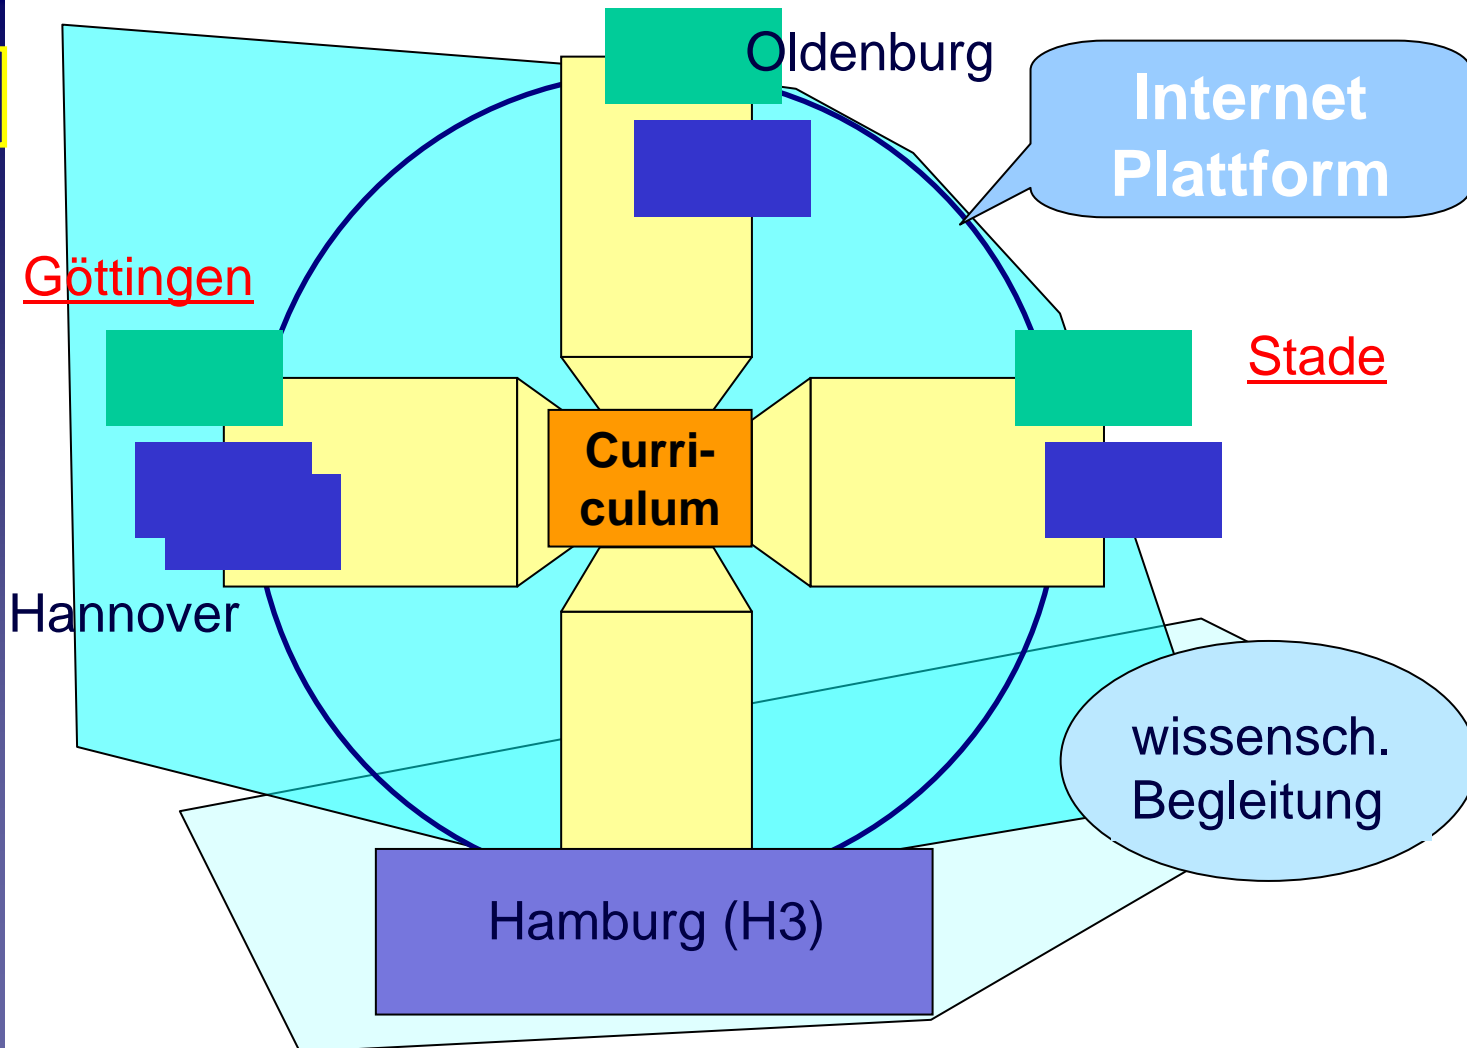 Oldenburg
Internet
Plattform
Göttingen
Stade
Curri-
culum
Hannover
wissensch.
Begleitung
Hamburg (H3)